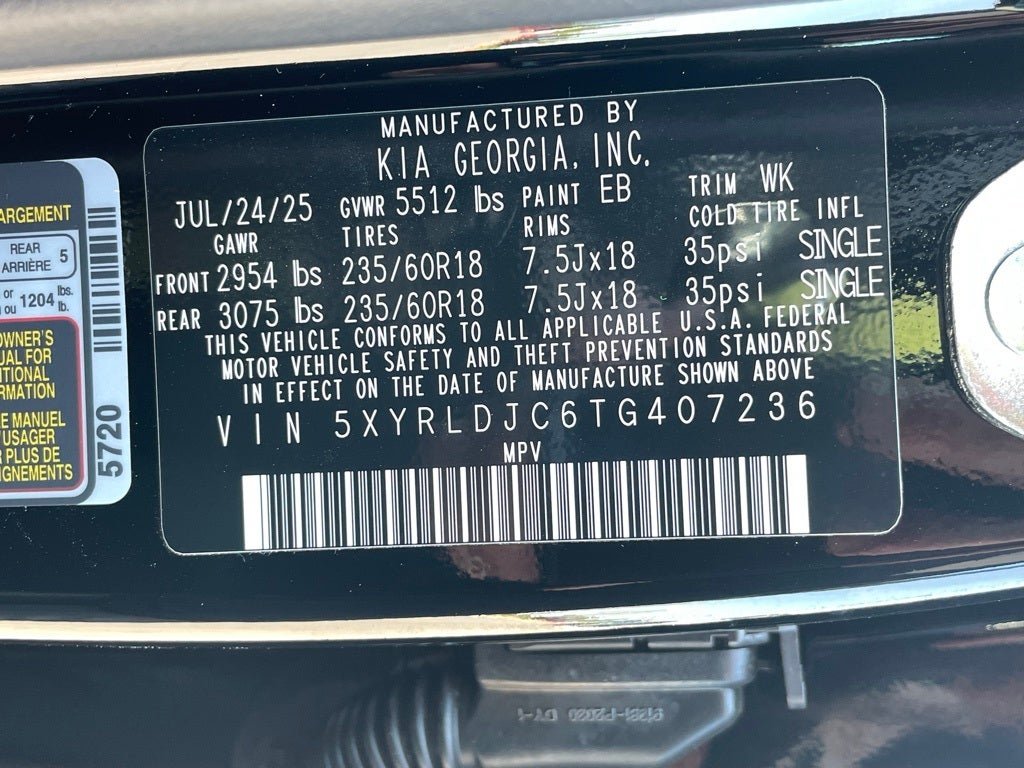 MANUFACTURED BY
KIA GEORGIA, INC.
JUL/24/25 GVWR 5512 lbs PAINT EB TRIM WK
GAWR TIRES RIMS COLD TIRE INFL
FRONT 2954 lbs 235/60R18 7.5Jx18 35psi SINGLE
REAR 3075 lbs 235/60R18 7.5Jx18 35psi SINGLE
THIS VEHICLE CONFORMS TO ALL APPLICABLE U.S.A. FEDERAL
MOTOR VEHICLE SAFETY AND THEFT PREVENTION STANDARDS
IN EFFECT ON THE DATE OF MANUFACTURE SHOWN ABOVE
VIN 5XYRLDJC6TG407236
MPV
ARGEMENT
REAR 5
ARRIÈRE
or 1204 lbs.
ou lb.
OWNER'S
UAL FOR
ITIONAL
RMATION
E MANUEL
'USAGER
R PLUS DE
IGNEMENTS
5720